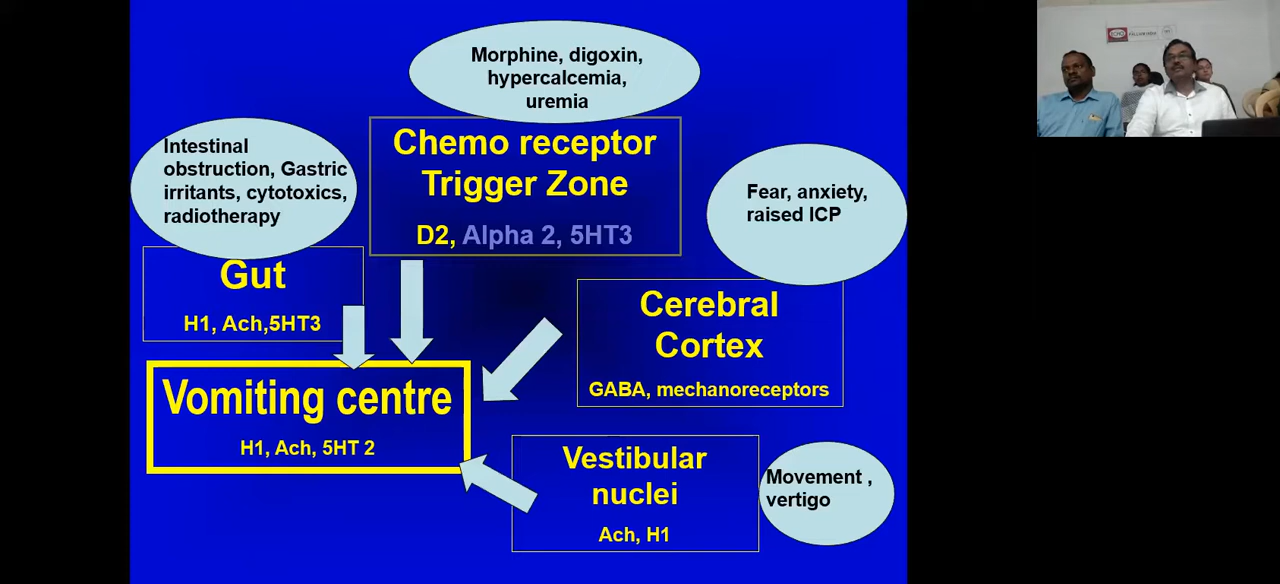 Morphine, digoxin,
hypercalcemia,
uremia
Chemo receptor
Trigger Zone
D2, Alpha 2, 5HT3
Intestinal
obstruction, Gastric
irritants, cytotoxics,
radiotherapy
Gut
H1, Ach,5HT3
Fear, anxiety,
raised ICP
Cerebral
Cortex
GABA, mechanoreceptors
Vomiting centre
H1, Ach, 5HT 2
Vestibular
nuclei
Ach, H1
Movement ,
vertigo